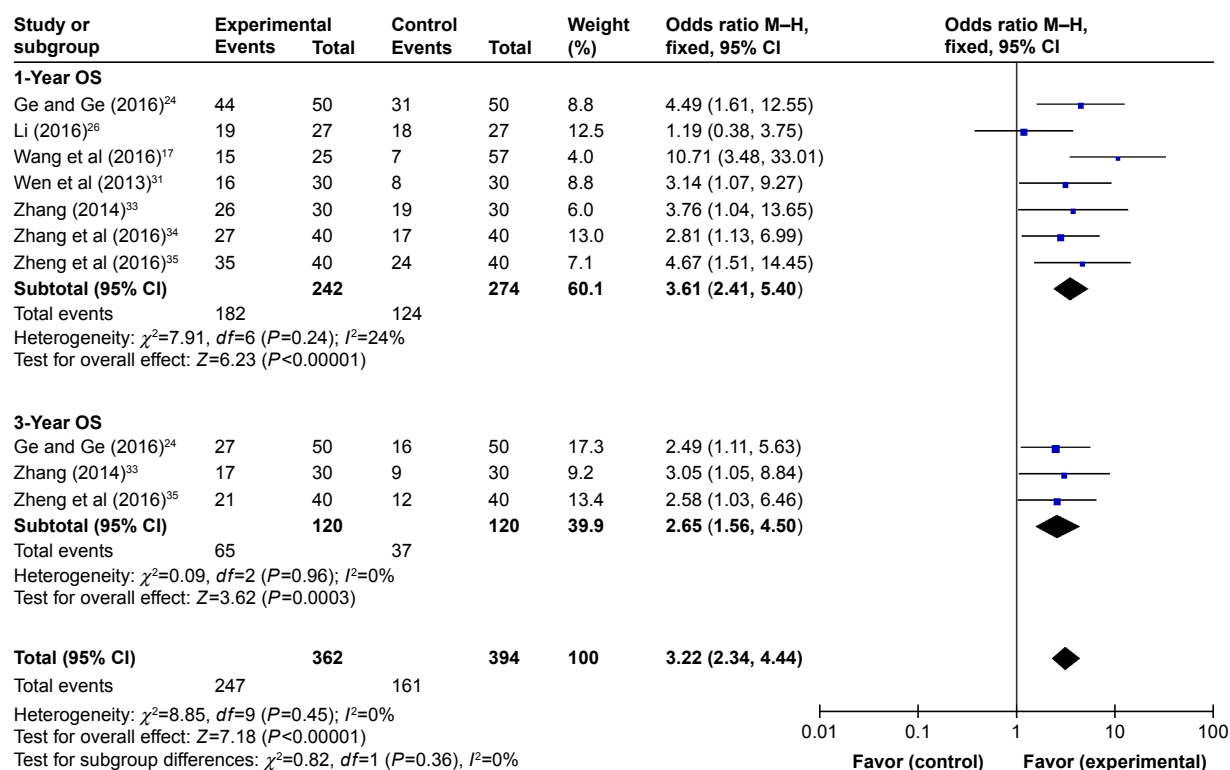 Study or subgroup Experimental Events Total Control Events Total Weight (%) Odds ratio M–H, fixed, 95% CI Odds ratio M–H, fixed, 95% CI
1-Year OS
Ge and Ge (2016)24 44 50 31 50 8.8 4.49 (1.61, 12.55)
Li (2016)26 19 27 18 27 12.5 1.19 (0.38, 3.75)
Wang et al (2016)17 15 25 7 57 4.0 10.71 (3.48, 33.01)
Wen et al (2013)31 16 30 8 30 8.8 3.14 (1.07, 9.27)
Zhang (2014)33 26 30 19 30 6.0 3.76 (1.04, 13.65)
Zhang et al (2016)34 27 40 17 40 13.0 2.81 (1.13, 6.99)
Zheng et al (2016)35 35 40 24 40 7.1 4.67 (1.51, 14.45)
Subtotal (95% CI) 242 274 60.1 3.61 (2.41, 5.40)
Total events 182 124
Heterogeneity: χ2=7.91, df=6 (P=0.24); I2=24%
Test for overall effect: Z=6.23 (P<0.00001)
3-Year OS
Ge and Ge (2016)24 27 50 16 50 17.3 2.49 (1.11, 5.63)
Zhang (2014)33 17 30 9 30 9.2 3.05 (1.05, 8.84)
Zheng et al (2016)35 21 40 12 40 13.4 2.58 (1.03, 6.46)
Subtotal (95% CI) 120 120 39.9 2.65 (1.56, 4.50)
Total events 65 37
Heterogeneity: χ2=0.09, df=2 (P=0.96); I2=0%
Test for overall effect: Z=3.62 (P=0.0003)
Total (95% CI) 362 394 100 3.22 (2.34, 4.44)
Total events 247 161
Heterogeneity: χ2=8.85, df=9 (P=0.45); I2=0%
Test for overall effect: Z=7.18 (P<0.00001)
Test for subgroup differences: χ2=0.82, df=1 (P=0.36), I2=0%
0.01 0.1 1 10 100
Favor (control) Favor (experimental)